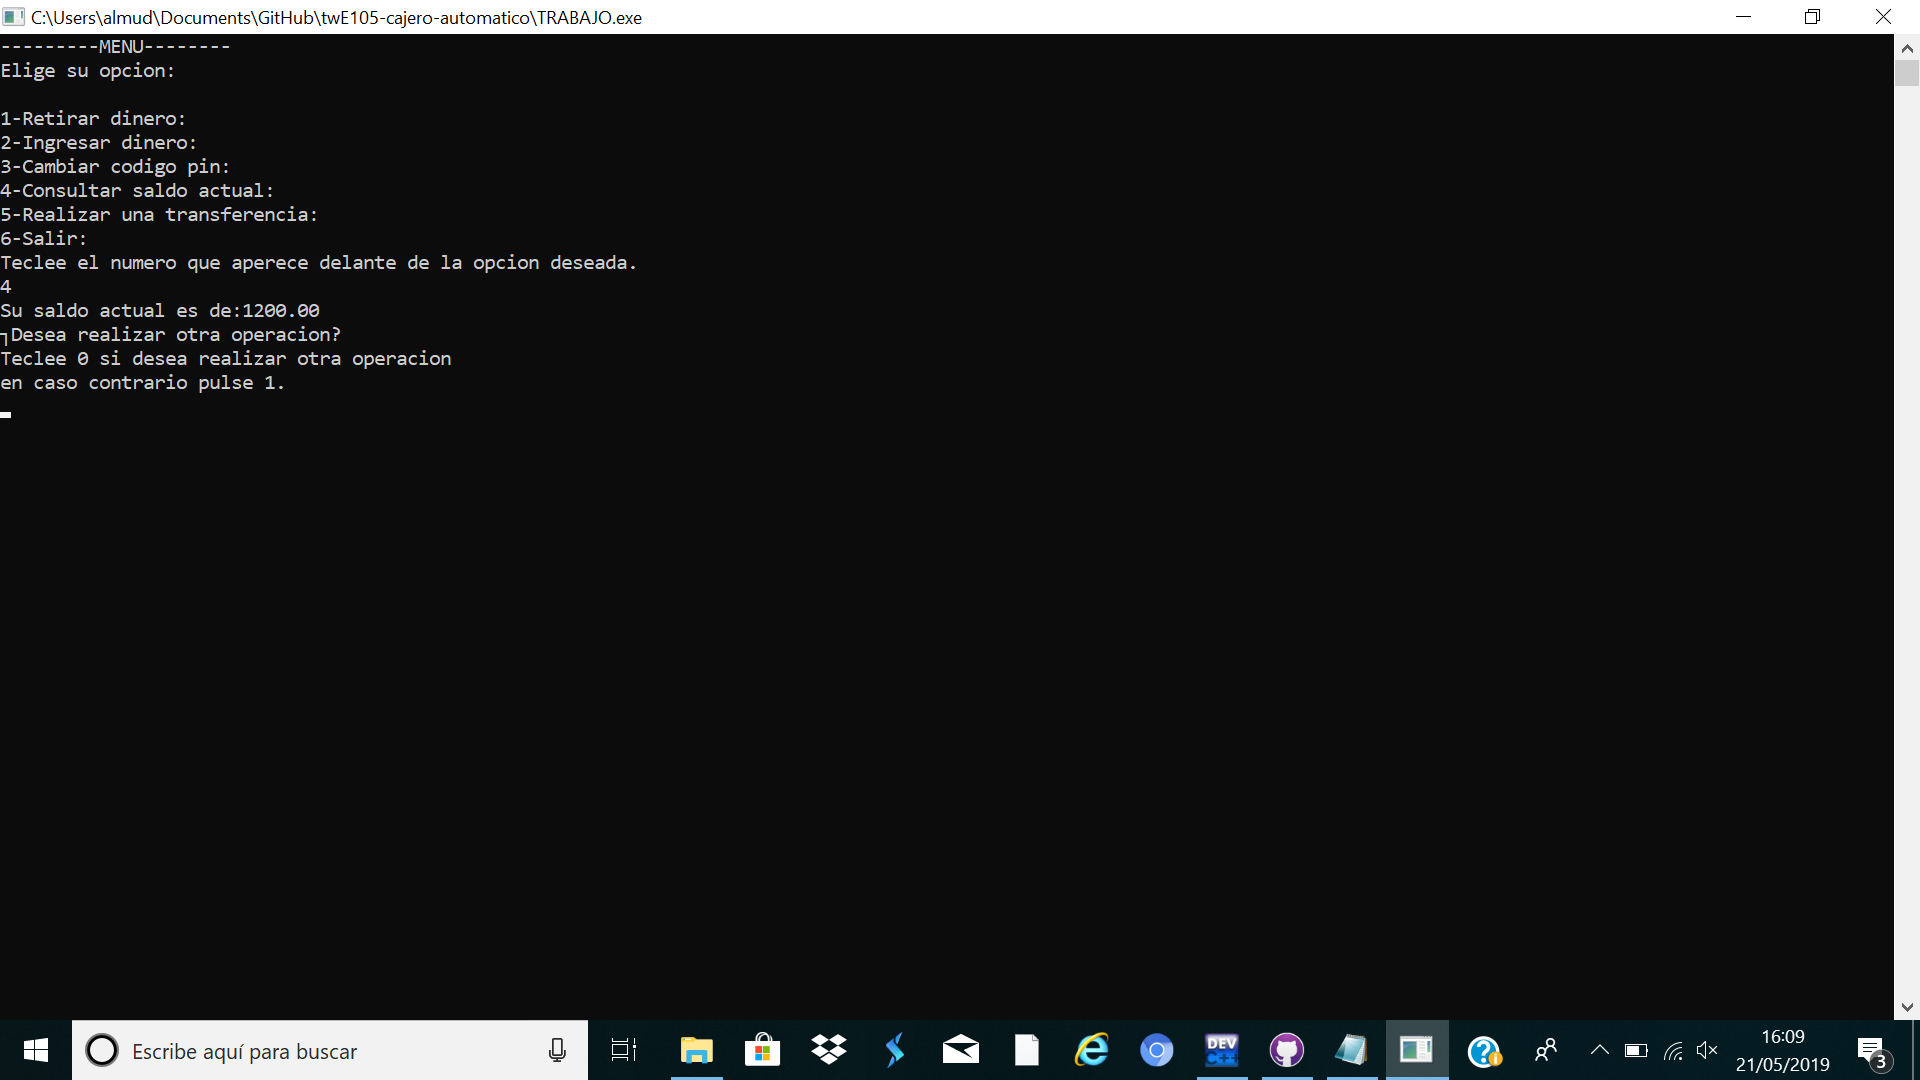 C:\Users\almud\Documents\GitHub\twE105-cajero-automatico\TRABAJO.exe
---------MENU--------
Elige su opcion:
1-Retirar dinero:
2-Ingresar dinero:
3-Cambiar codigo pin:
4-Consultar saldo actual:
5-Realizar una transferencia:
6-Salir:
Teclee el numero que aperece delante de la opcion deseada.
4
Su saldo actual es de:1200.00
┐Desea realizar otra operacion?
Teclee 0 si desea realizar otra operacion
en caso contrario pulse 1.
Escribe aquí para buscar
DEV
C++
16:09
21/05/2019
3